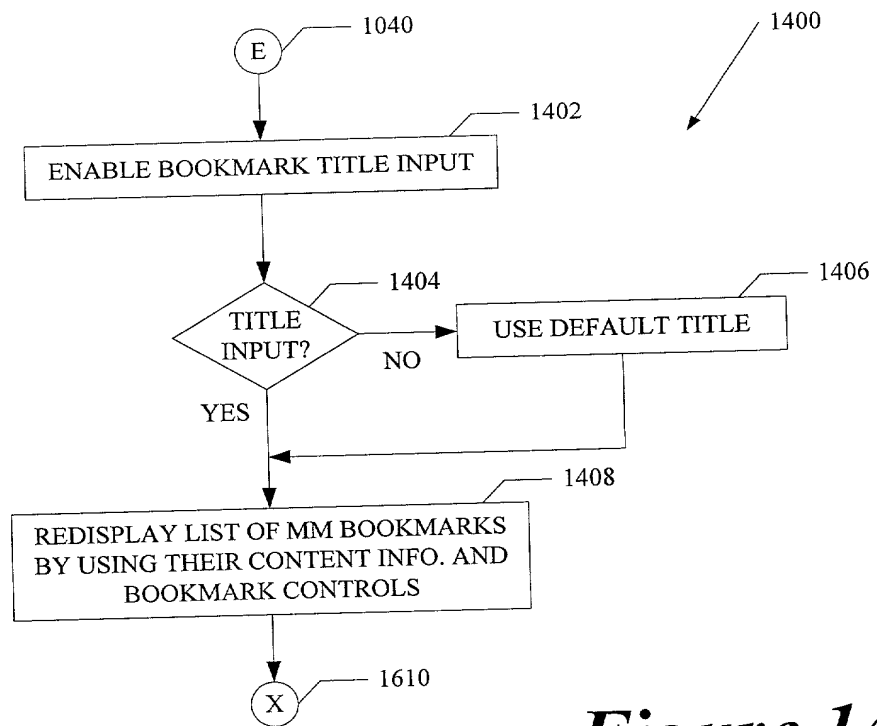 E
1040
1400
1402
ENABLE BOOKMARK TITLE INPUT
1404
TITLE
INPUT?
NO
1406
USE DEFAULT TITLE
YES
1408
REDISPLAY LIST OF MM BOOKMARKS
BY USING THEIR CONTENT INFO. AND
BOOKMARK CONTROLS
X
1610